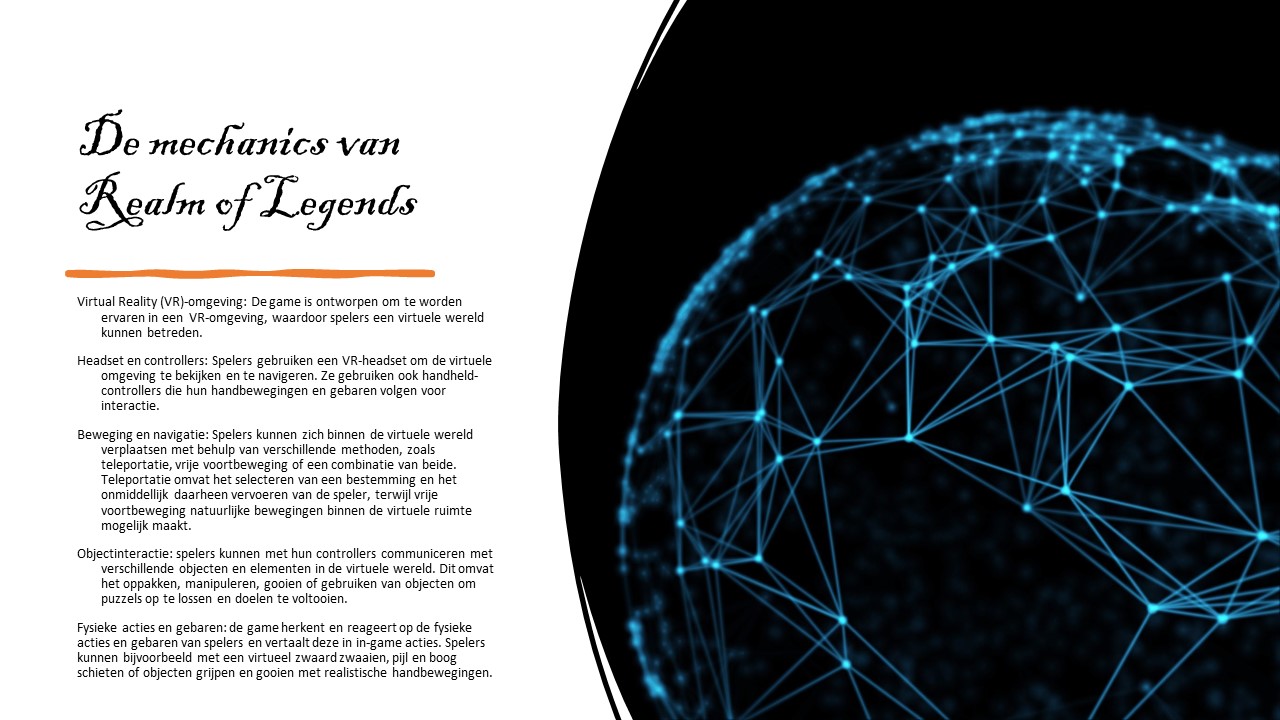 De mechanics van
Realm of Legends
Virtual Reality (VR)-omgeving: De game is ontworpen om te worden
ervaren in een VR-omgeving, waardoor spelers een virtuele wereld
kunnen betreden.
Headset en controllers: Spelers gebruiken een VR-headset om de virtuele
omgeving te bekijken en te navigeren. Ze gebruiken ook handheld-
controllers die hun handbewegingen en gebaren volgen voor
interactie.
Beweging en navigatie: Spelers kunnen zich binnen de virtuele wereld
verplaatsen met behulp van verschillende methoden, zoals
teleportatie, vrije voortbeweging of een combinatie van beide.
Teleportatie omvat het selecteren van een bestemming en het
onmiddellijk daarheen vervoeren van de speler, terwijl vrije
voortbeweging natuurlijke bewegingen binnen de virtuele ruimte
mogelijk maakt.
Objectinteractie: spelers kunnen met hun controllers communiceren met
verschillende objecten en elementen in de virtuele wereld. Dit omvat
het oppakken, manipuleren, gooien of gebruiken van objecten om
puzzels op te lossen en doelen te voltooien.
Fysieke acties en gebaren: de game herkent en reageert op de fysieke
acties en gebaren van spelers en vertaalt deze in in-game acties. Spelers
kunnen bijvoorbeeld met een virtueel zwaard zwaaien, pijl en boog
schieten of objecten grijpen en gooien met realistische handbewegingen.